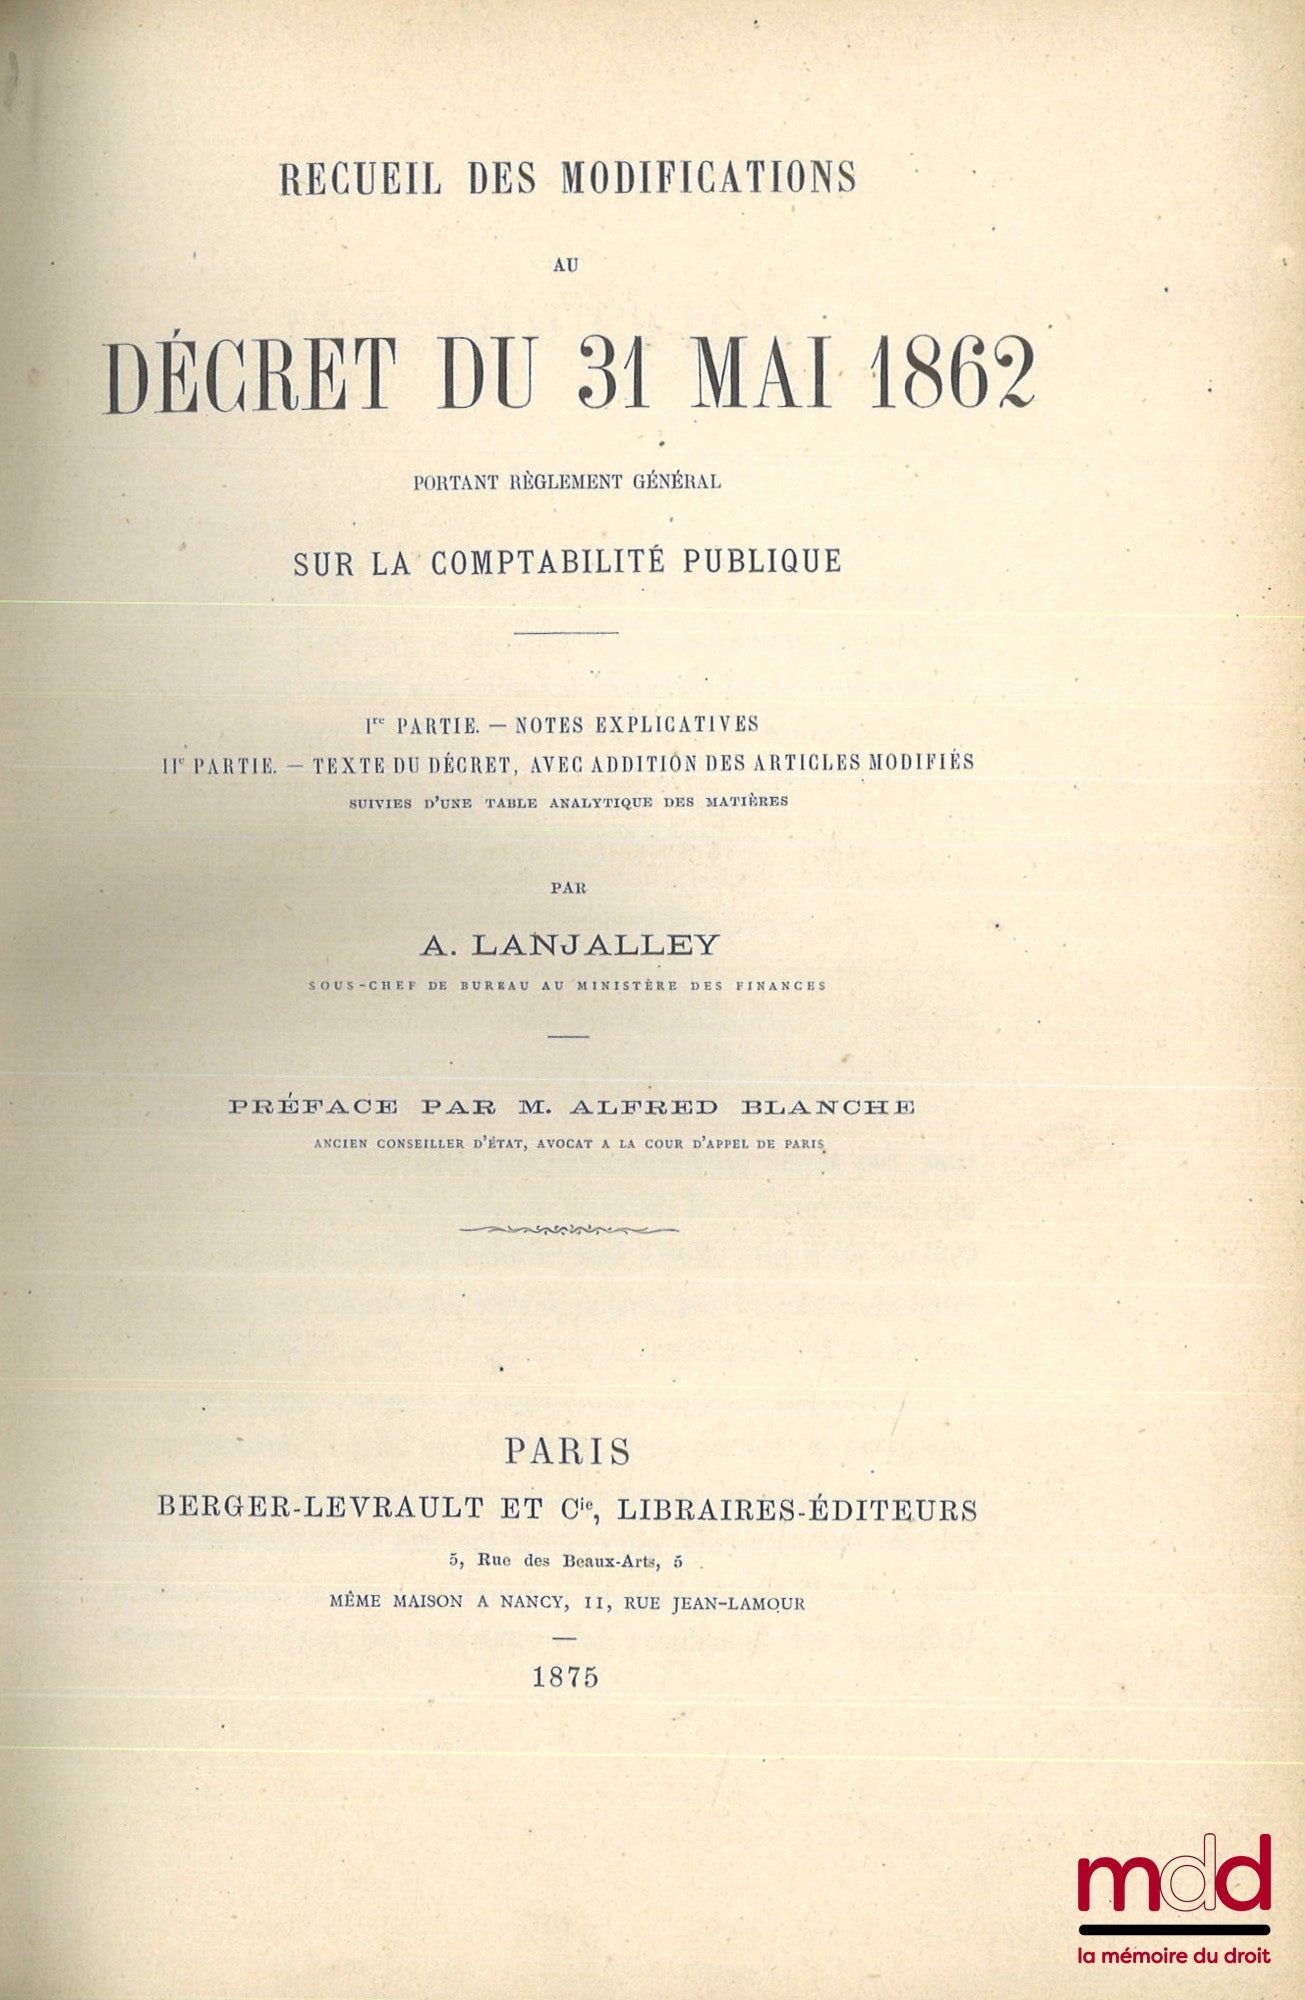 RECUEIL DES MODIFICATIONS
AU
DÉCRET DU 31 MAI 1862
PORTANT RÈGLEMENT GÉNÉRAL
SUR LA COMPTABILITÉ PUBLIQUE
Ire PARTIE. — NOTES EXPLICATIVES
IIe PARTIE. — TEXTE DU DÉCRET, AVEC ADDITION DES ARTICLES MODIFIÉS
SUIVIES D'UNE TABLE ANALYTIQUE DES MATIÈRES
PAR
A. LANJALLEY
SOUS-CHEF DE BUREAU AU MINISTÈRE DES FINANCES
PRÉFACE PAR M. ALFRED BLANCHE
ANCIEN CONSEILLER D'ÉTAT, AVOCAT A LA COUR D'APPEL DE PARIS
PARIS
BERGER-LEVRAULT ET Cie, LIBRAIRES-ÉDITEURS
5, Rue des Beaux-Arts, 5
MÊME MAISON A NANCY, 11, RUE JEAN-LAMOUR
1875
mdd
la mémoire du droit